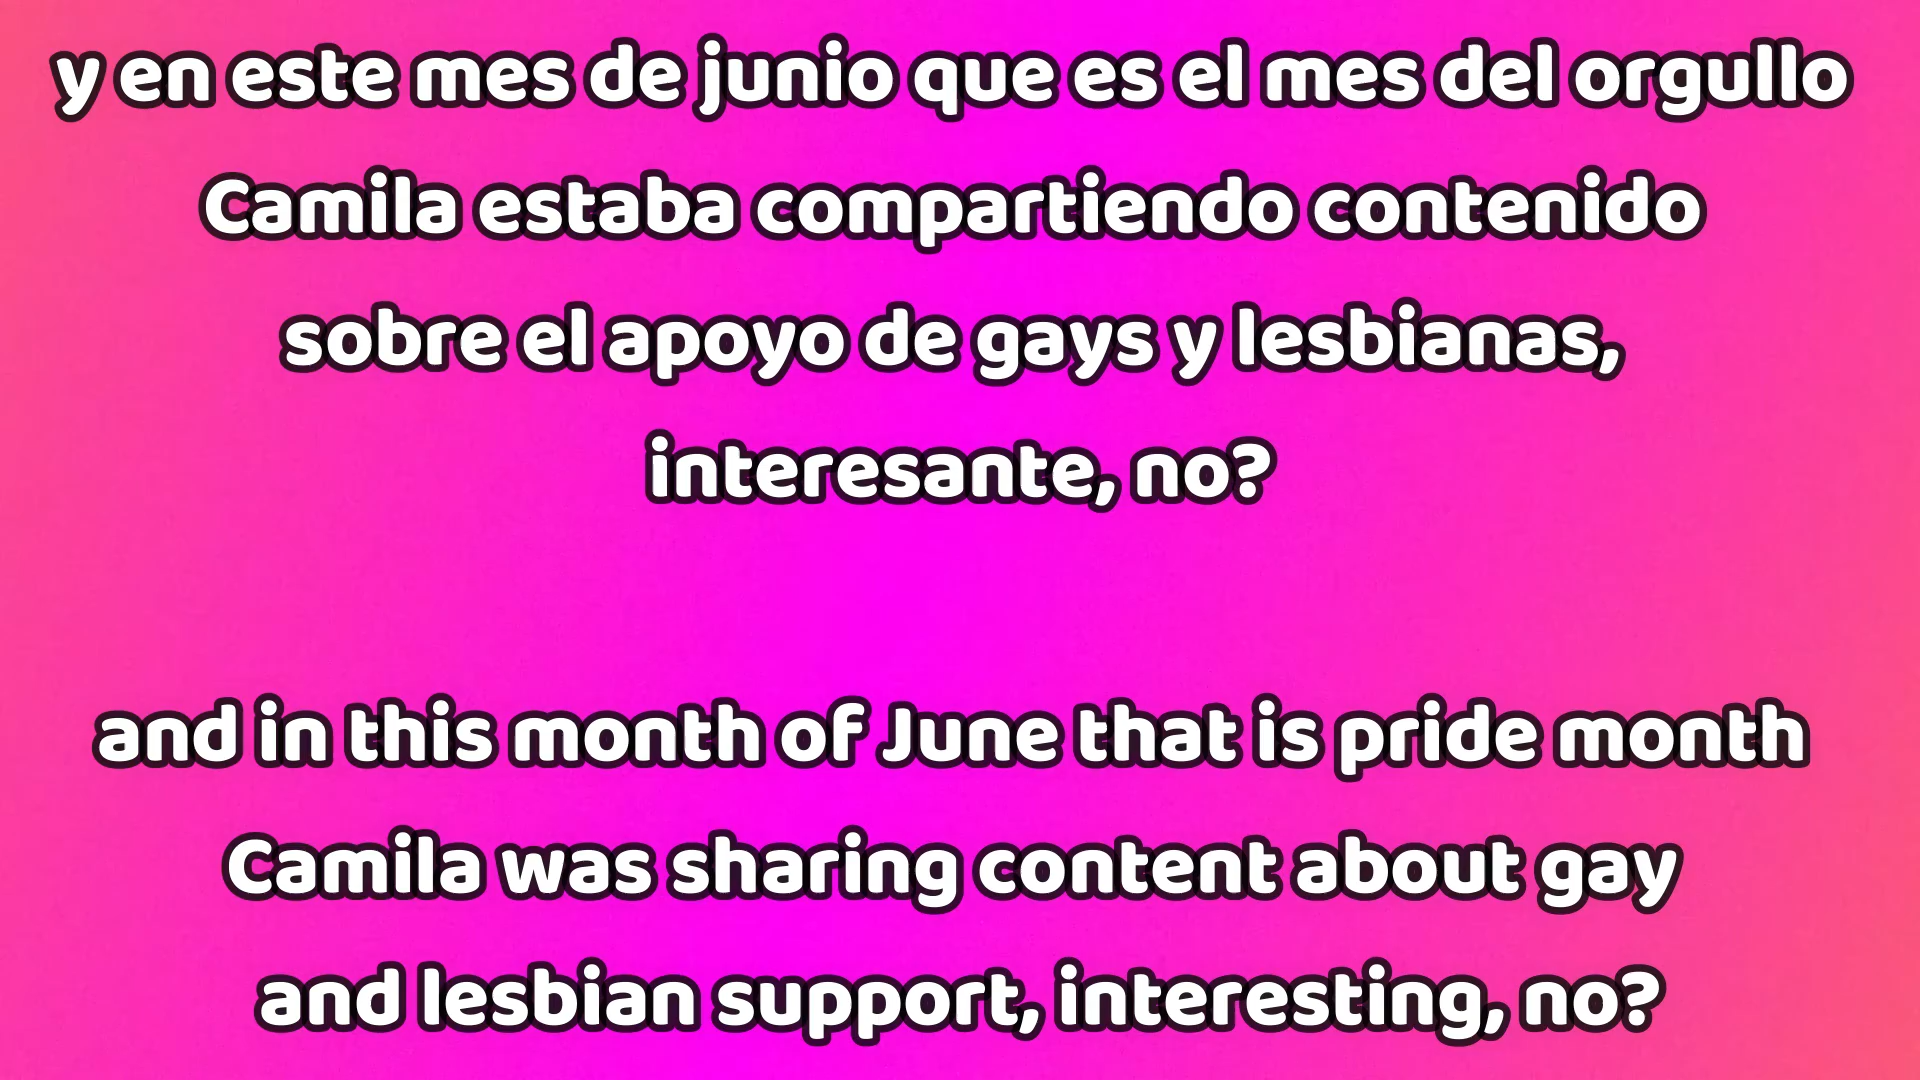 y en este mes de junio que es el mes del orgullo
Camila estaba compartiendo contenido
sobre el apoyo de gays y lesbianas,
interesante, no?
and in this month of June that is pride month
Camila was sharing content about gay
and lesbian support, interesting, no?